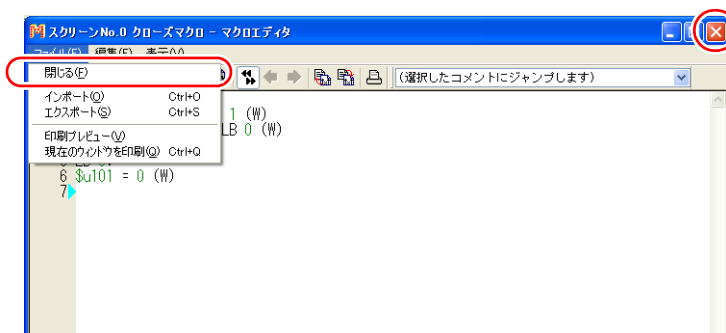 スクリーンNo.0 クローズマクロ - マクロエディタ
ファイル(F) 編集(E) 表示(V)
閉じる(F)
(選択したコメントにジャンプします)
インポート(O) Ctrl+O
エクスポート(S) Ctrl+S
1 (W)
LB 0 (W)
印刷プレビュー(V)
現在のウィンドウを印刷(Q) Ctrl+Q
6 $u101 = 0 (W)
7